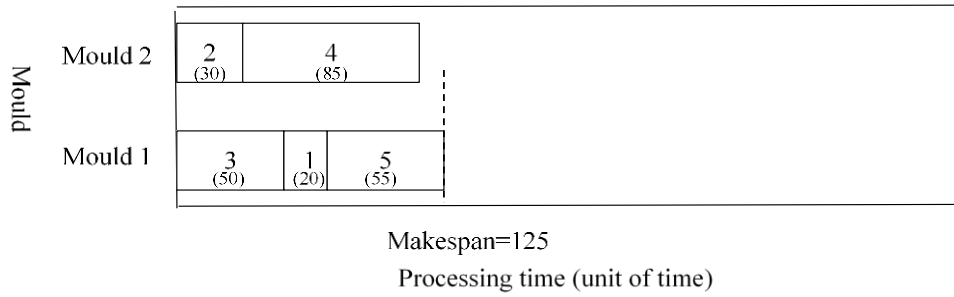 Mould
Mould 2
2
(30)
4
(85)
Mould 1
3
(50)
1
(20)
5
(55)
Makespan=125
Processing time (unit of time)